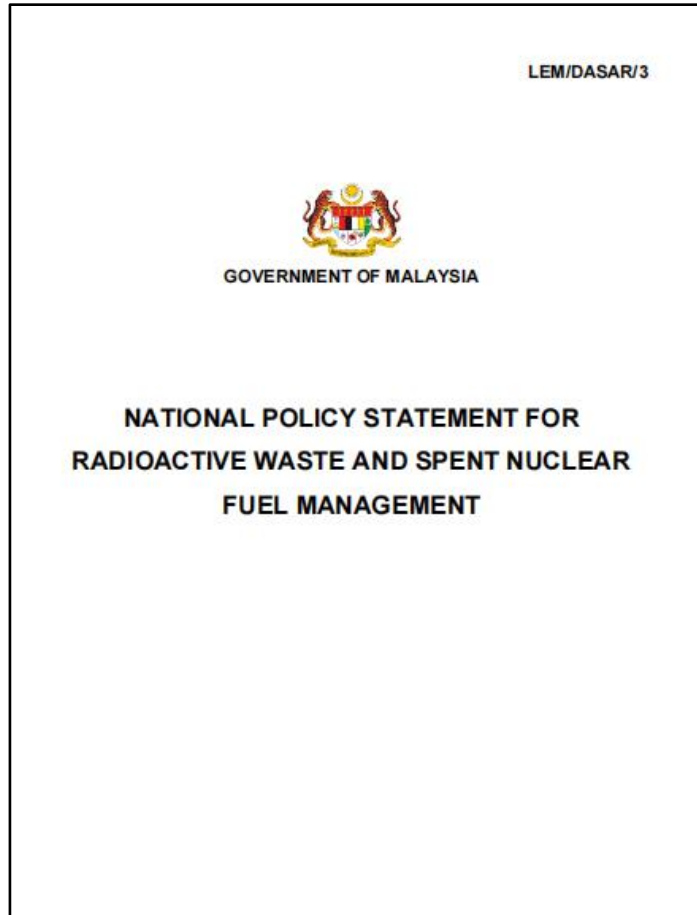 LEM/DASAR/3
GOVERNMENT OF MALAYSIA
NATIONAL POLICY STATEMENT FOR
RADIOACTIVE WASTE AND SPENT NUCLEAR
FUEL MANAGEMENT